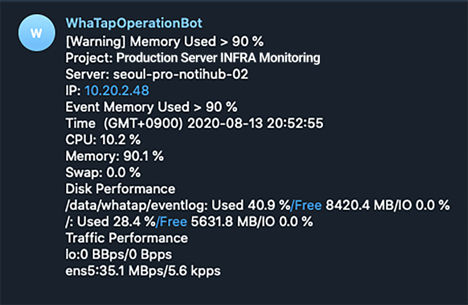 W
WhaTapOperationBot
[Warning] Memory Used > 90 %
Project: Production Server INFRA Monitoring
Server: seoul-pro-notihub-02
IP: 10.20.2.48
Event Memory Used > 90 %
Time  (GMT+0900) 2020-08-13 20:52:55
CPU: 10.2 %
Memory: 90.1 %
Swap: 0.0 %
Disk Performance
/data/whatap/eventlog: Used 40.9 %/Free 8420.4 MB/IO 0.0 %
/: Used 28.4 %/Free 5631.8 MB/IO 0.0 %
Traffic Performance
lo:0 BBps/0 Bpps
ens5:35.1 MBps/5.6 kpps